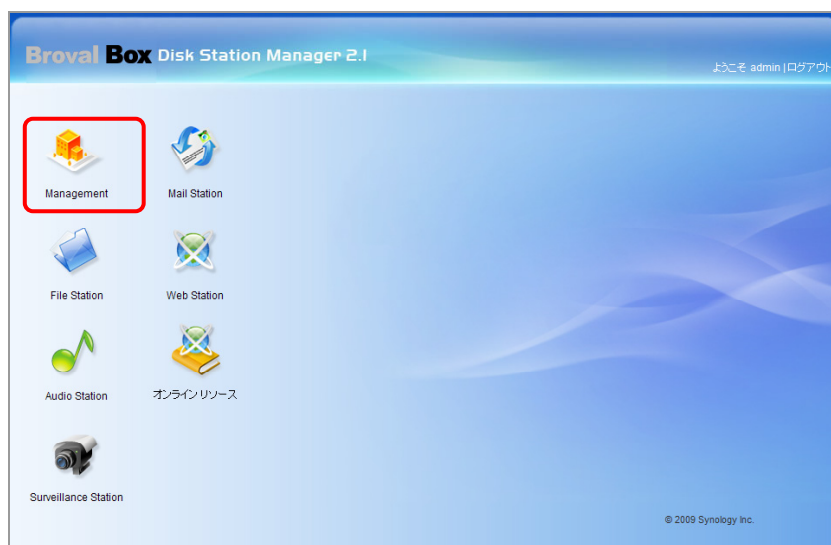 Broval Box Disk Station Manager 2.1
ようこそ admin |ログアウト
Management
Mail Station
File Station
Web Station
Audio Station
オンライン リソース
Surveillance Station
© 2009 Synology Inc.